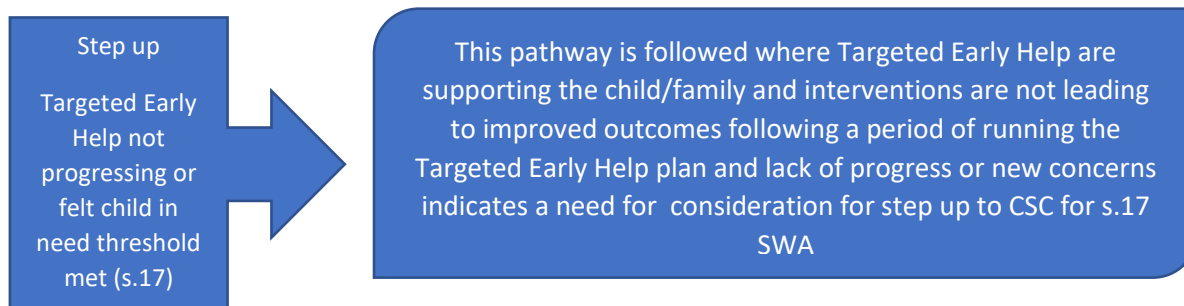 Step up
Targeted Early
Help not
progressing or
felt child in
need threshold
met (s.17)
This pathway is followed where Targeted Early Help are
supporting the child/family and interventions are not leading
to improved outcomes following a period of running the
Targeted Early Help plan and lack of progress or new concerns
indicates a need for  consideration for step up to CSC for s.17
SWA